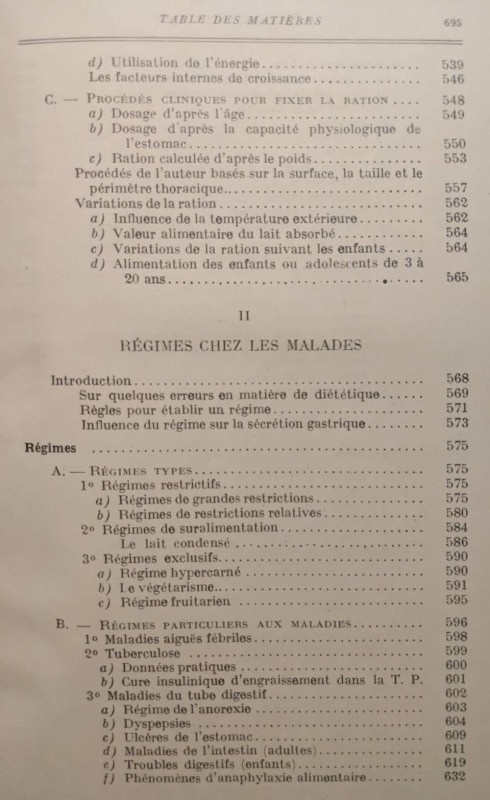 TABLE DES MATIÈRES 695
d) Utilisation de l'énergie........................ 539
Les facteurs internes de croissance............... 546
C. — PROCÉDÉS CLINIQUES POUR FIXER LA RATION .... 548
a) Dosage d'après l'âge.......................... 549
b) Dosage d'après la capacité physiologique de
l'estomac.................................. 550
c) Ration calculée d'après le poids............... 553
Procédés de l'auteur basés sur la surface, la taille et le
périmètre thoracique........................... 557
Variations de la ration............................ 562
a) Influence de la température extérieure......... 562
b) Valeur alimentaire du lait absorbé............. 564
c) Variations de la ration suivant les enfants ..... 564
d) Alimentation des enfants ou adolescents de 3 à
20 ans..................................... 565
II
RÉGIMES CHEZ LES MALADES
Introduction....................................... 568
Sur quelques erreurs en matière de diététique...... 569
Règles pour établir un régime..................... 571
Influence du régime sur la sécrétion gastrique........ 573
Régimes ........................................... 575
A. — RÉGIMES TYPES............................... 575
1º Régimes restrictifs............................ 575
a) Régimes de grandes restrictions............... 575
b) Régimes de restrictions relatives.............. 580
2º Régimes de suralimentation.................... 584
Le lait condensé ............................ 586
3º Régimes exclusifs............................. 590
a) Régime hypercarné ......................... 590
b) Le végétarisme.............................. 591
c) Régime fruitarien ........................... 595
B. — RÉGIMES PARTICULIERS AUX MALADIES.......... 596
1º Maladies aiguës fébriles......................... 598
2º Tuberculose ................................. 599
a) Données pratiques .......................... 600
b) Cure insulinique d'engraissement dans la T. P. 601
3º Maladies du tube digestif....................... 602
a) Régime de l'anorexie ........................ 603
b) Dyspepsies ................................ 604
c) Ulcères de l'estomac......................... 609
d) Maladies de l'intestin (adultes)................ 611
e) Troubles digestifs (enfants)................... 619
f) Phénomènes d'anaphylaxie alimentaire......... 632